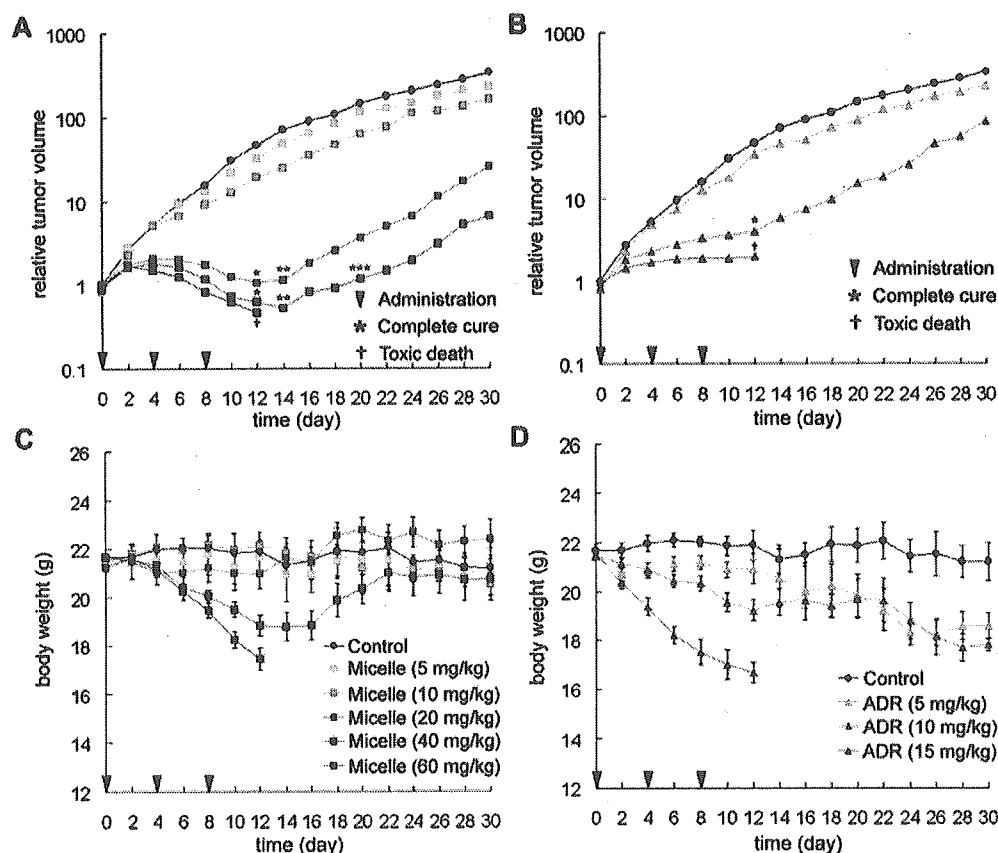 A
1000
100
10
1
0.1
relative tumor volume
* ** * ** *** †
Administration
* Complete cure
† Toxic death
0 2 4 6 8 10 12 14 16 18 20 22 24 26 28 30
time (day)
B
1000
100
10
1
0.1
relative tumor volume
* †
Administration
* Complete cure
† Toxic death
0 2 4 6 8 10 12 14 16 18 20 22 24 26 28 30
time (day)
C
26
24
22
20
18
16
14
12
body weight (g)
Control
Micelle (5 mg/kg)
Micelle (10 mg/kg)
Micelle (20 mg/kg)
Micelle (40 mg/kg)
Micelle (60 mg/kg)
0 2 4 6 8 10 12 14 16 18 20 22 24 26 28 30
time (day)
D
26
24
22
20
18
16
14
12
body weight (g)
Control
ADR (5 mg/kg)
ADR (10 mg/kg)
ADR (15 mg/kg)
0 2 4 6 8 10 12 14 16 18 20 22 24 26 28 30
time (day)